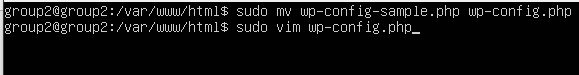 group2@group2:/var/www/html$ sudo mv wp-config-sample.php wp-config.php
group2@group2:/var/www/html$ sudo vim wp-config.php_